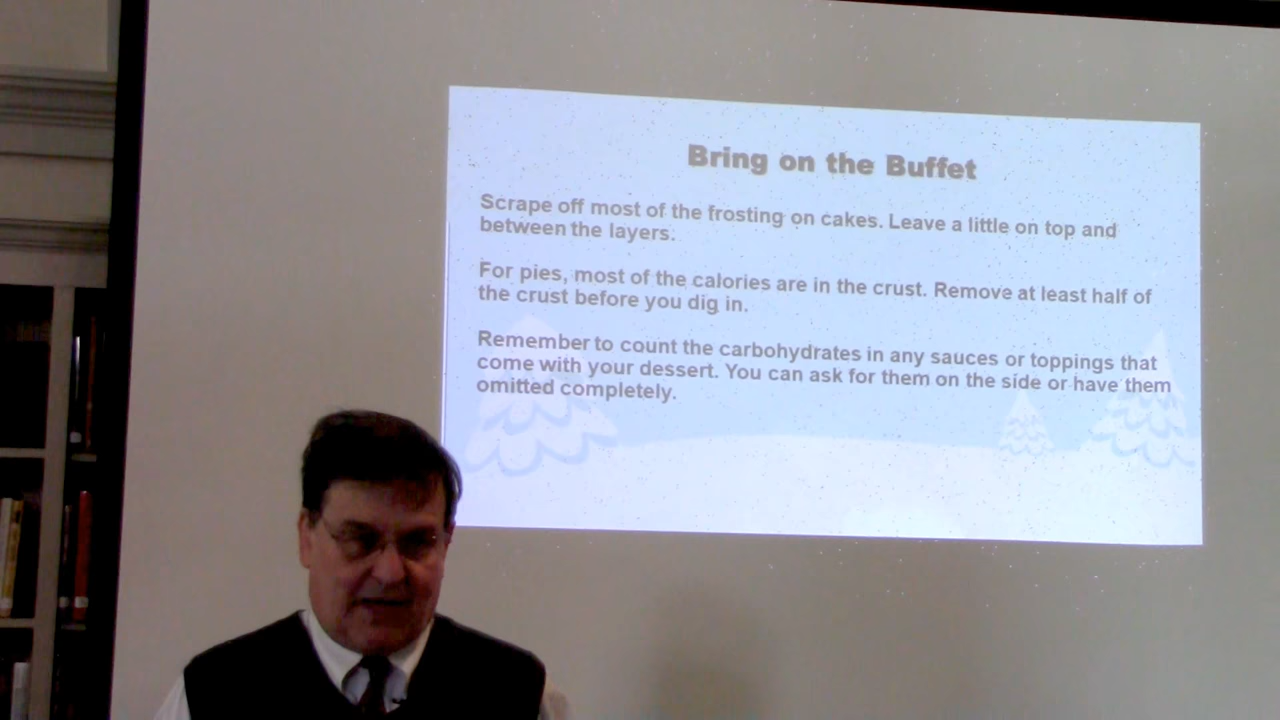 Bring on the Buffet
Scrape off most of the frosting on cakes. Leave a little on top and
between the layers.
For pies, most of the calories are in the crust. Remove at least half of
the crust before you dig in.
Remember to count the carbohydrates in any sauces or toppings that
come with your dessert. You can ask for them on the side or have them
omitted completely.